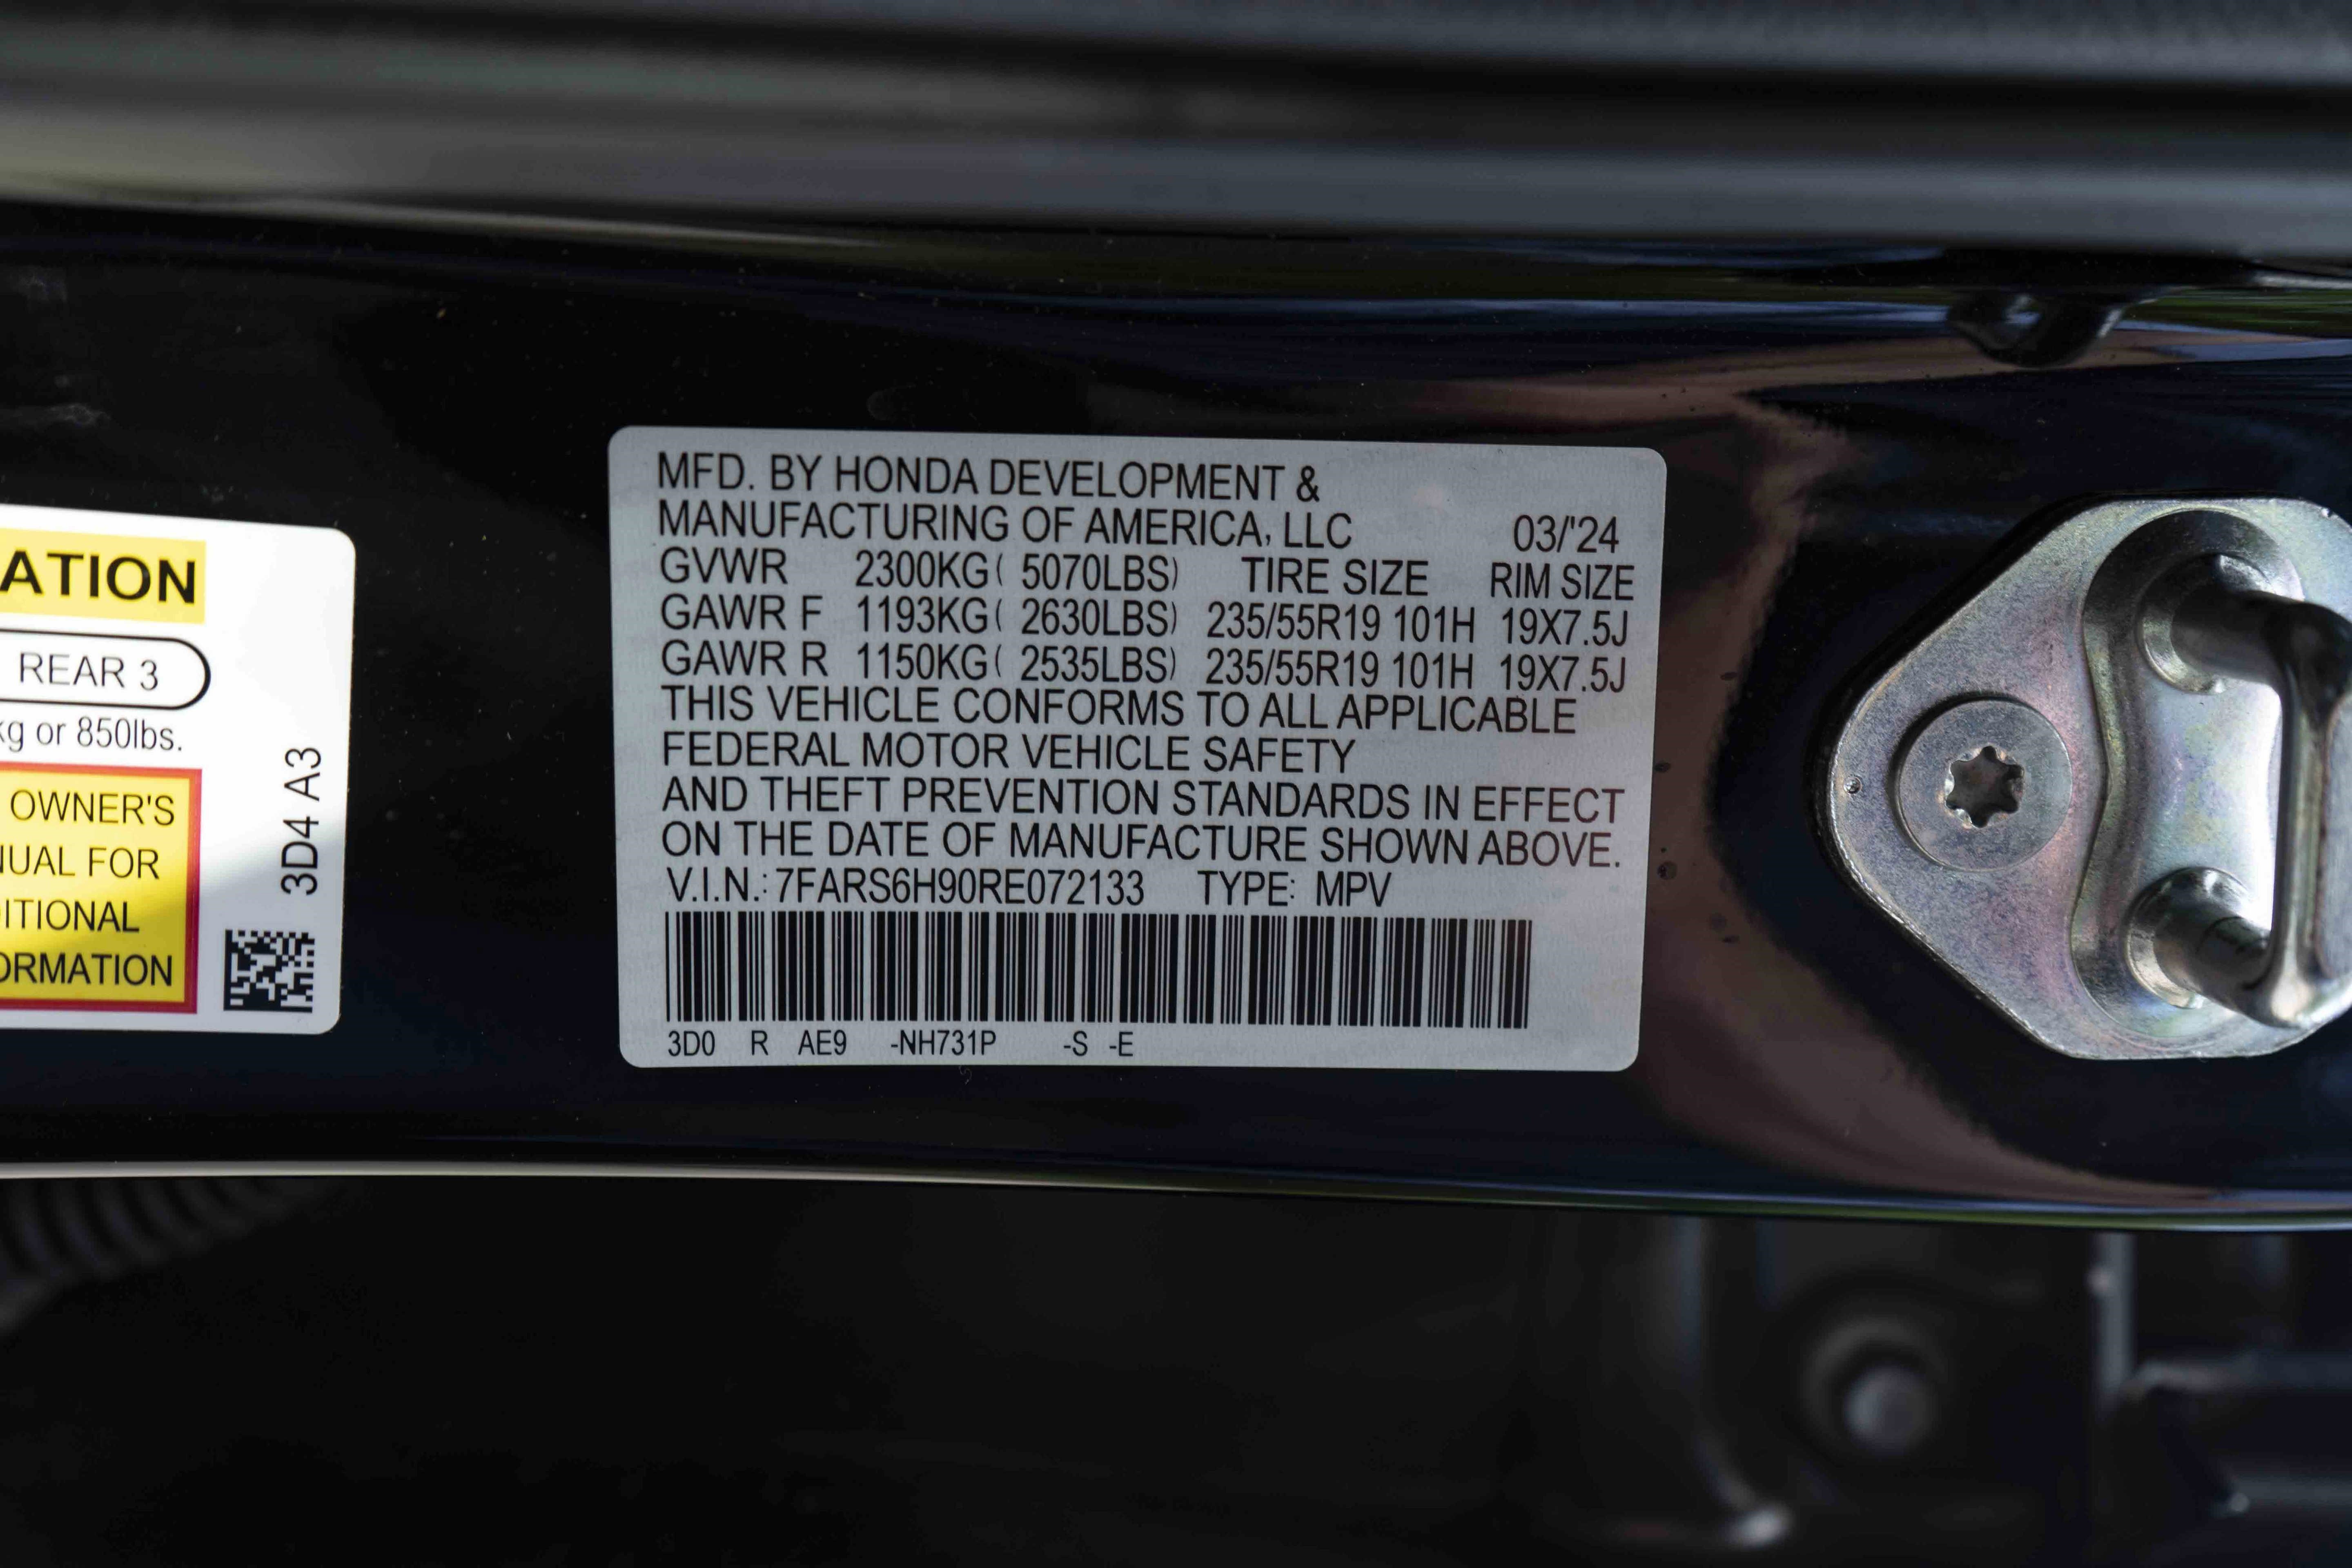 ATION
REAR 3
kg or 850lbs.
OWNER'S
NUAL FOR
DITIONAL
ORMATION
3D4 A3
MFD. BY HONDA DEVELOPMENT &
MANUFACTURING OF AMERICA, LLC 03/'24
GVWR 2300KG( 5070LBS) TIRE SIZE RIM SIZE
GAWR F 1193KG( 2630LBS) 235/55R19 101H 19X7.5J
GAWR R 1150KG( 2535LBS) 235/55R19 101H 19X7.5J
THIS VEHICLE CONFORMS TO ALL APPLICABLE
FEDERAL MOTOR VEHICLE SAFETY
AND THEFT PREVENTION STANDARDS IN EFFECT
ON THE DATE OF MANUFACTURE SHOWN ABOVE.
V.I.N.: 7FARS6H90RE072133 TYPE: MPV
3D0 R AE9 -NH731P -S -E